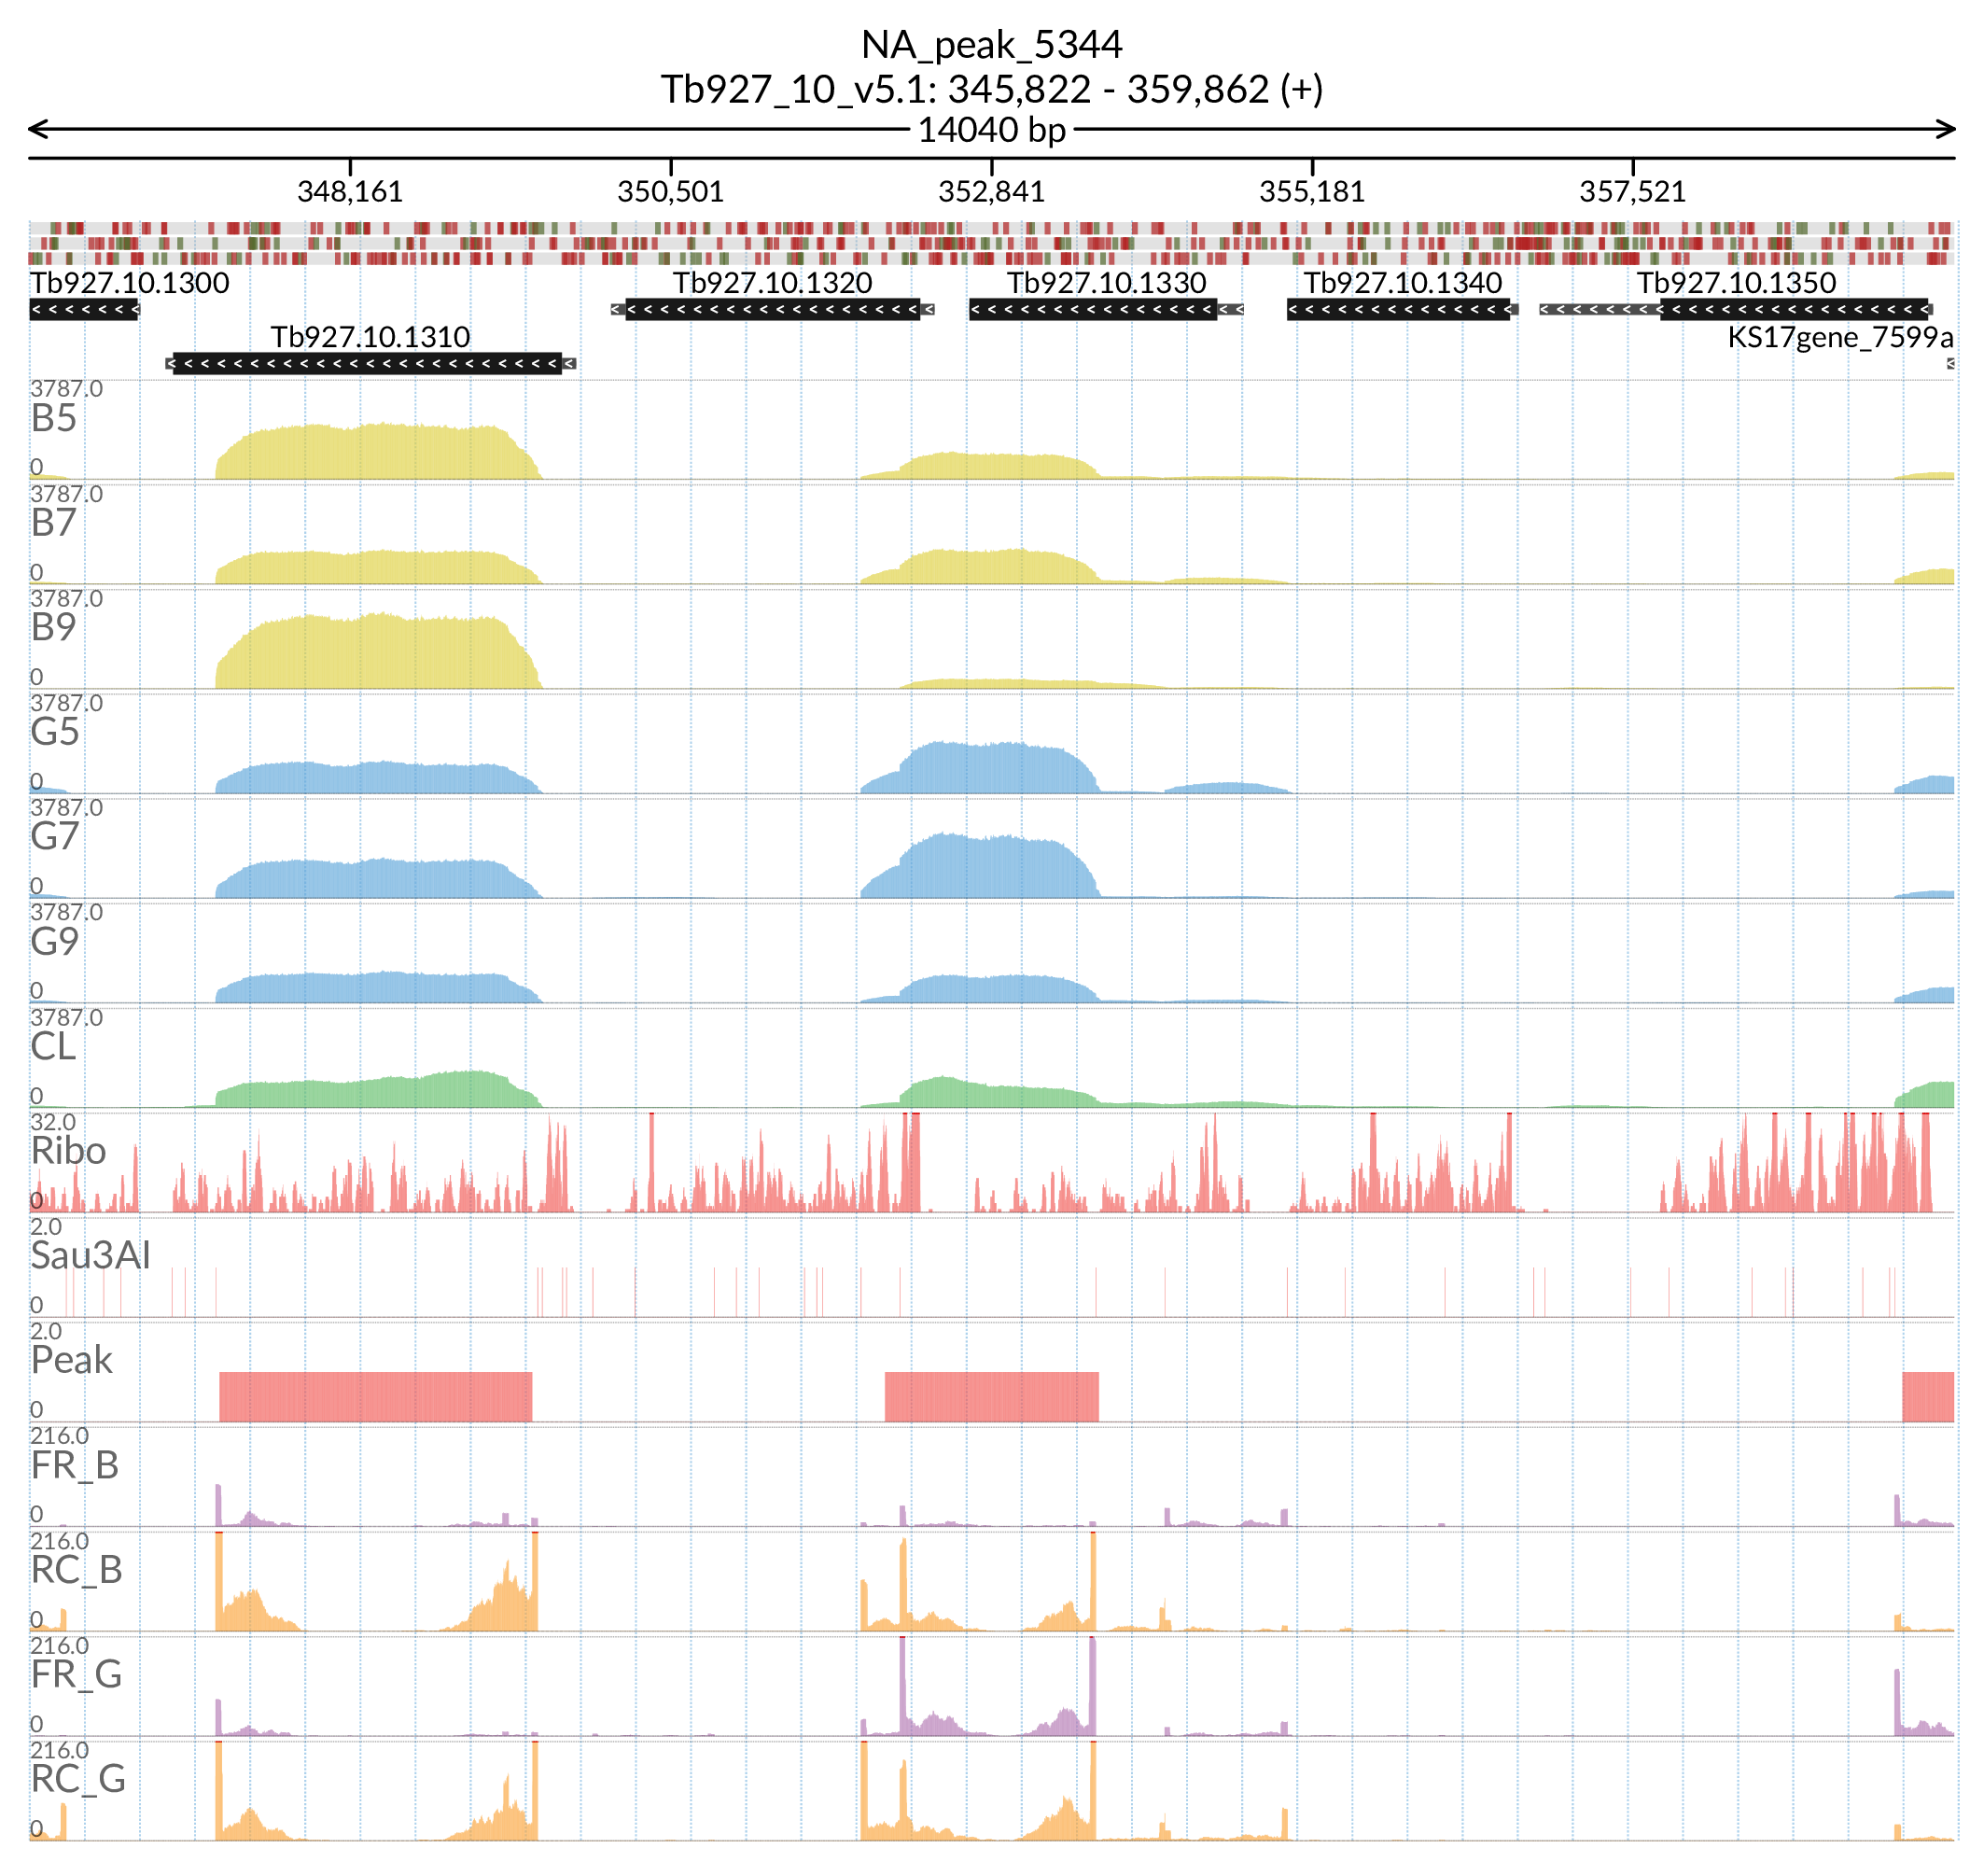 NA_peak_5344
Tb927_10_v5.1: 345,822 - 359,862 (+)
14040 bp
348,161 350,501 352,841 355,181 357,521
Tb927.10.1300 Tb927.10.1320 Tb927.10.1330 Tb927.10.1340 Tb927.10.1350
Tb927.10.1310 KS17gene_7599a
3787.0
B5
0
3787.0
B7
0
3787.0
B9
0
3787.0
G5
0
3787.0
G7
0
3787.0
G9
0
3787.0
CL
0
32.0
Ribo
0
2.0
Sau3AI
0
2.0
Peak
0
216.0
FR_B
0
216.0
RC_B
0
216.0
FR_G
0
216.0
RC_G
0